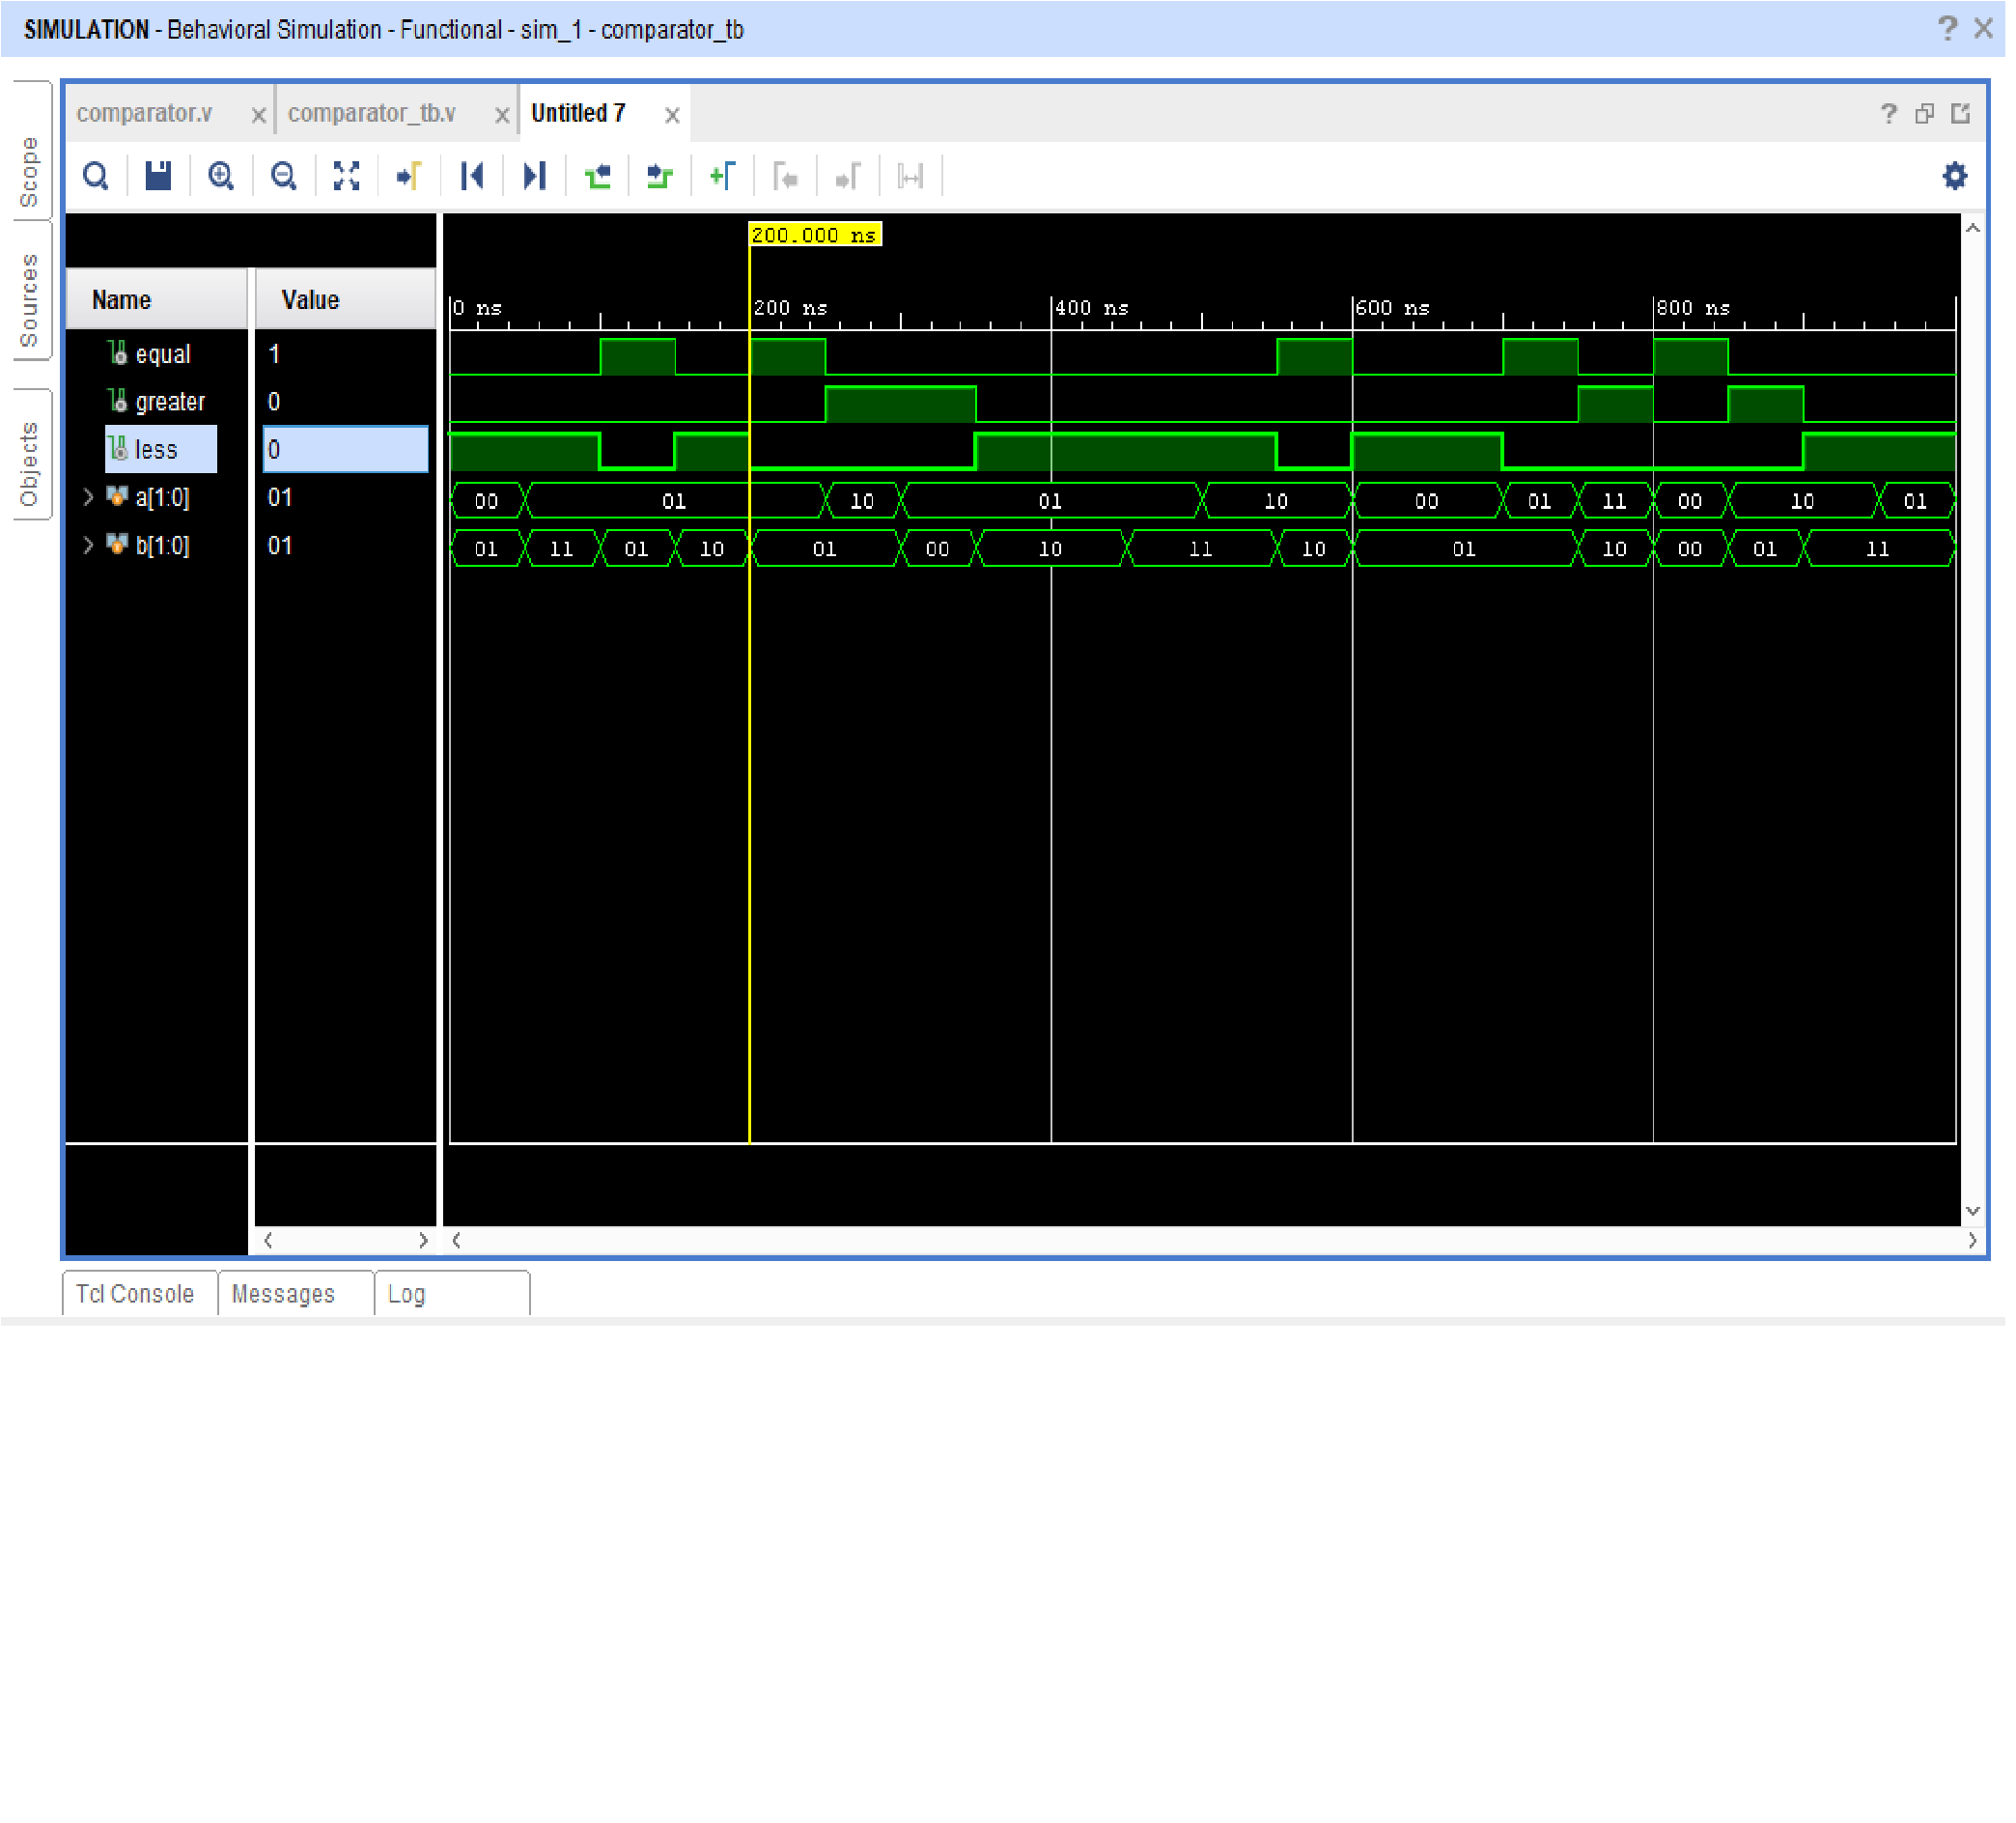 SIMULATION - Behavioral Simulation - Functional - sim_1 - comparator_tb
Scope
Sources
Objects
comparator.v comparator_tb.v Untitled 7
200.000 ns
Name Value
0 ns 200 ns 400 ns 600 ns 800 ns
equal 1
greater 0
less 0
a[1:0] 01 00 01 10 01 10 00 01 11 00 10 01
b[1:0] 01 01 11 01 10 01 00 10 11 10 01 10 00 01 11
Tcl Console Messages Log